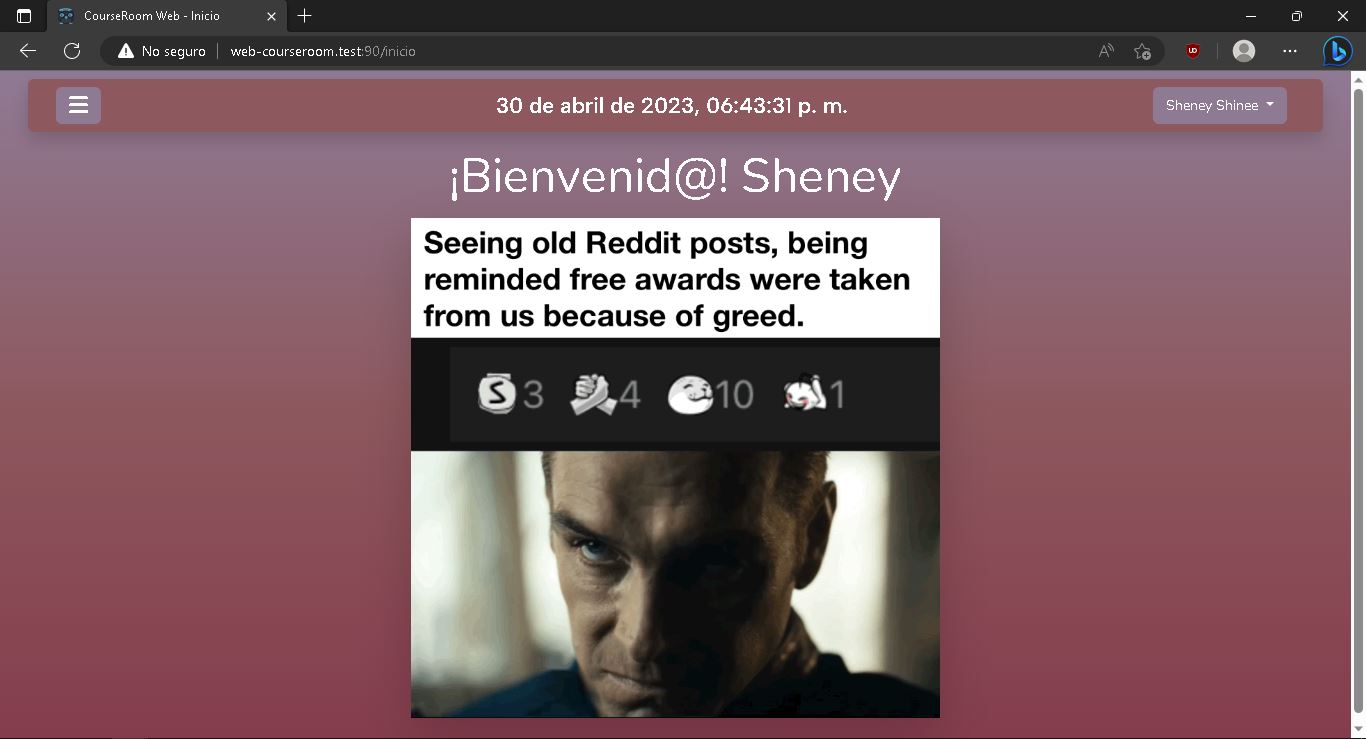 CourseRoom Web - Inicio
No seguro
web-courseroom.test:90/inicio
30 de abril de 2023, 06:43:31 p. m.
Sheney Shinee
¡Bienvenid@! Sheney
Seeing old Reddit posts, being
reminded free awards were taken
from us because of greed.
S 3 4 10 1